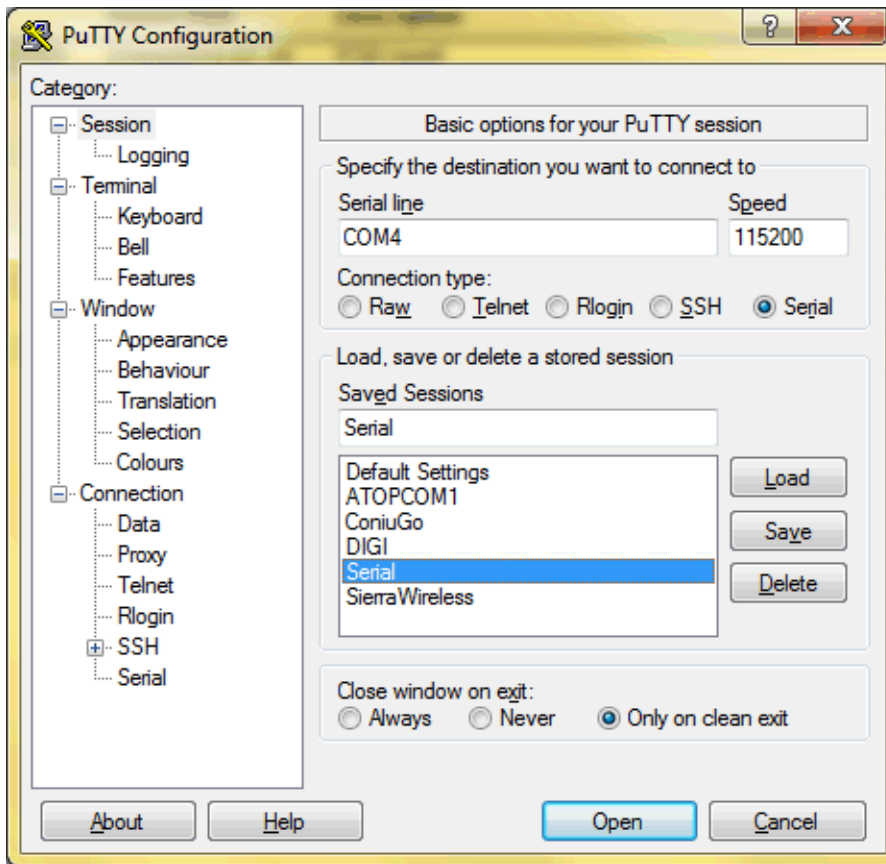 PuTTY Configuration
?
X
Category:
Session
Logging
Terminal
Keyboard
Bell
Features
Window
Appearance
Behaviour
Translation
Selection
Colours
Connection
Data
Proxy
Telnet
Rlogin
SSH
Serial
Basic options for your PuTTY session
Specify the destination you want to connect to
Serial line Speed
COM4 115200
Connection type:
Raw Telnet Rlogin SSH Serial
Load, save or delete a stored session
Saved Sessions
Serial
Default Settings
ATOPCOM1
ConiuGo
DIGI
Serial
SierraWireless
Load
Save
Delete
Close window on exit:
Always Never Only on clean exit
About Help Open Cancel